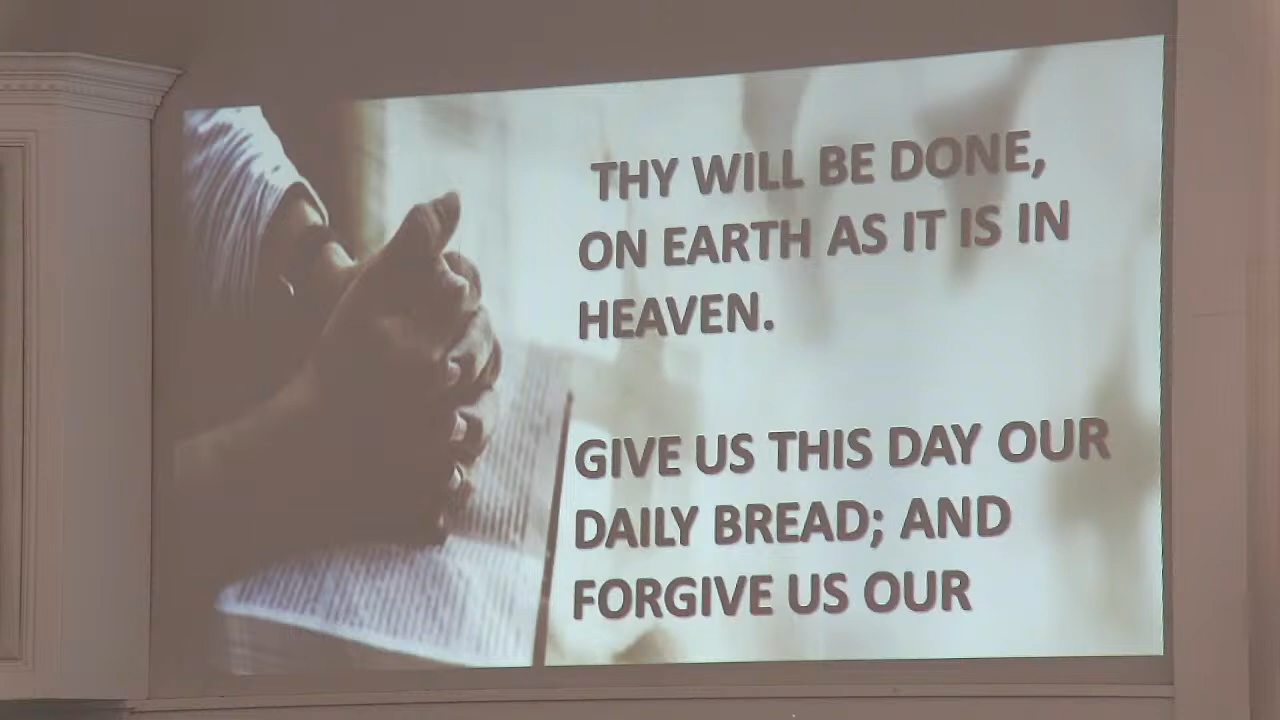 THY WILL BE DONE,
ON EARTH AS IT IS IN
HEAVEN.
GIVE US THIS DAY OUR
DAILY BREAD; AND
FORGIVE US OUR